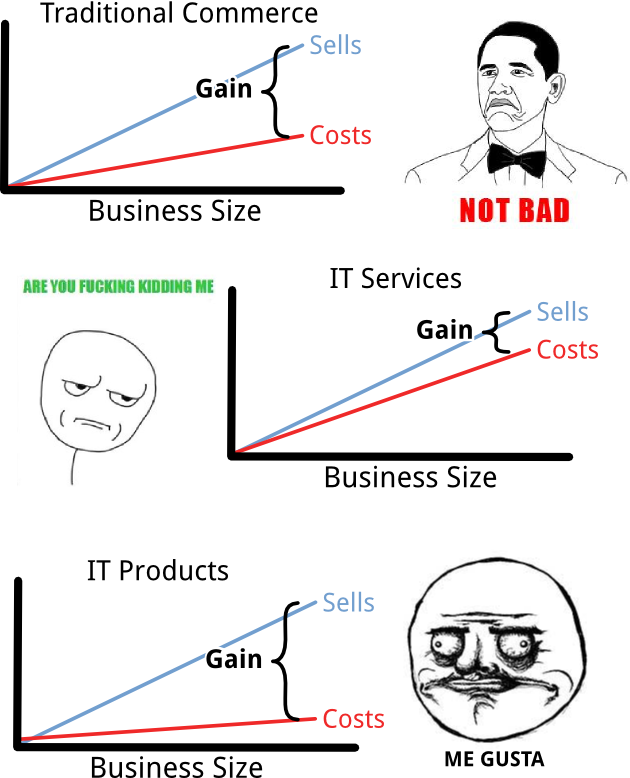 Traditional Commerce
Sells
Gain
Costs
Business Size
NOT BAD
ARE YOU FUCKING KIDDING ME
IT Services
Sells
Gain
Costs
Business Size
IT Products
Sells
Gain
Costs
Business Size
ME GUSTA